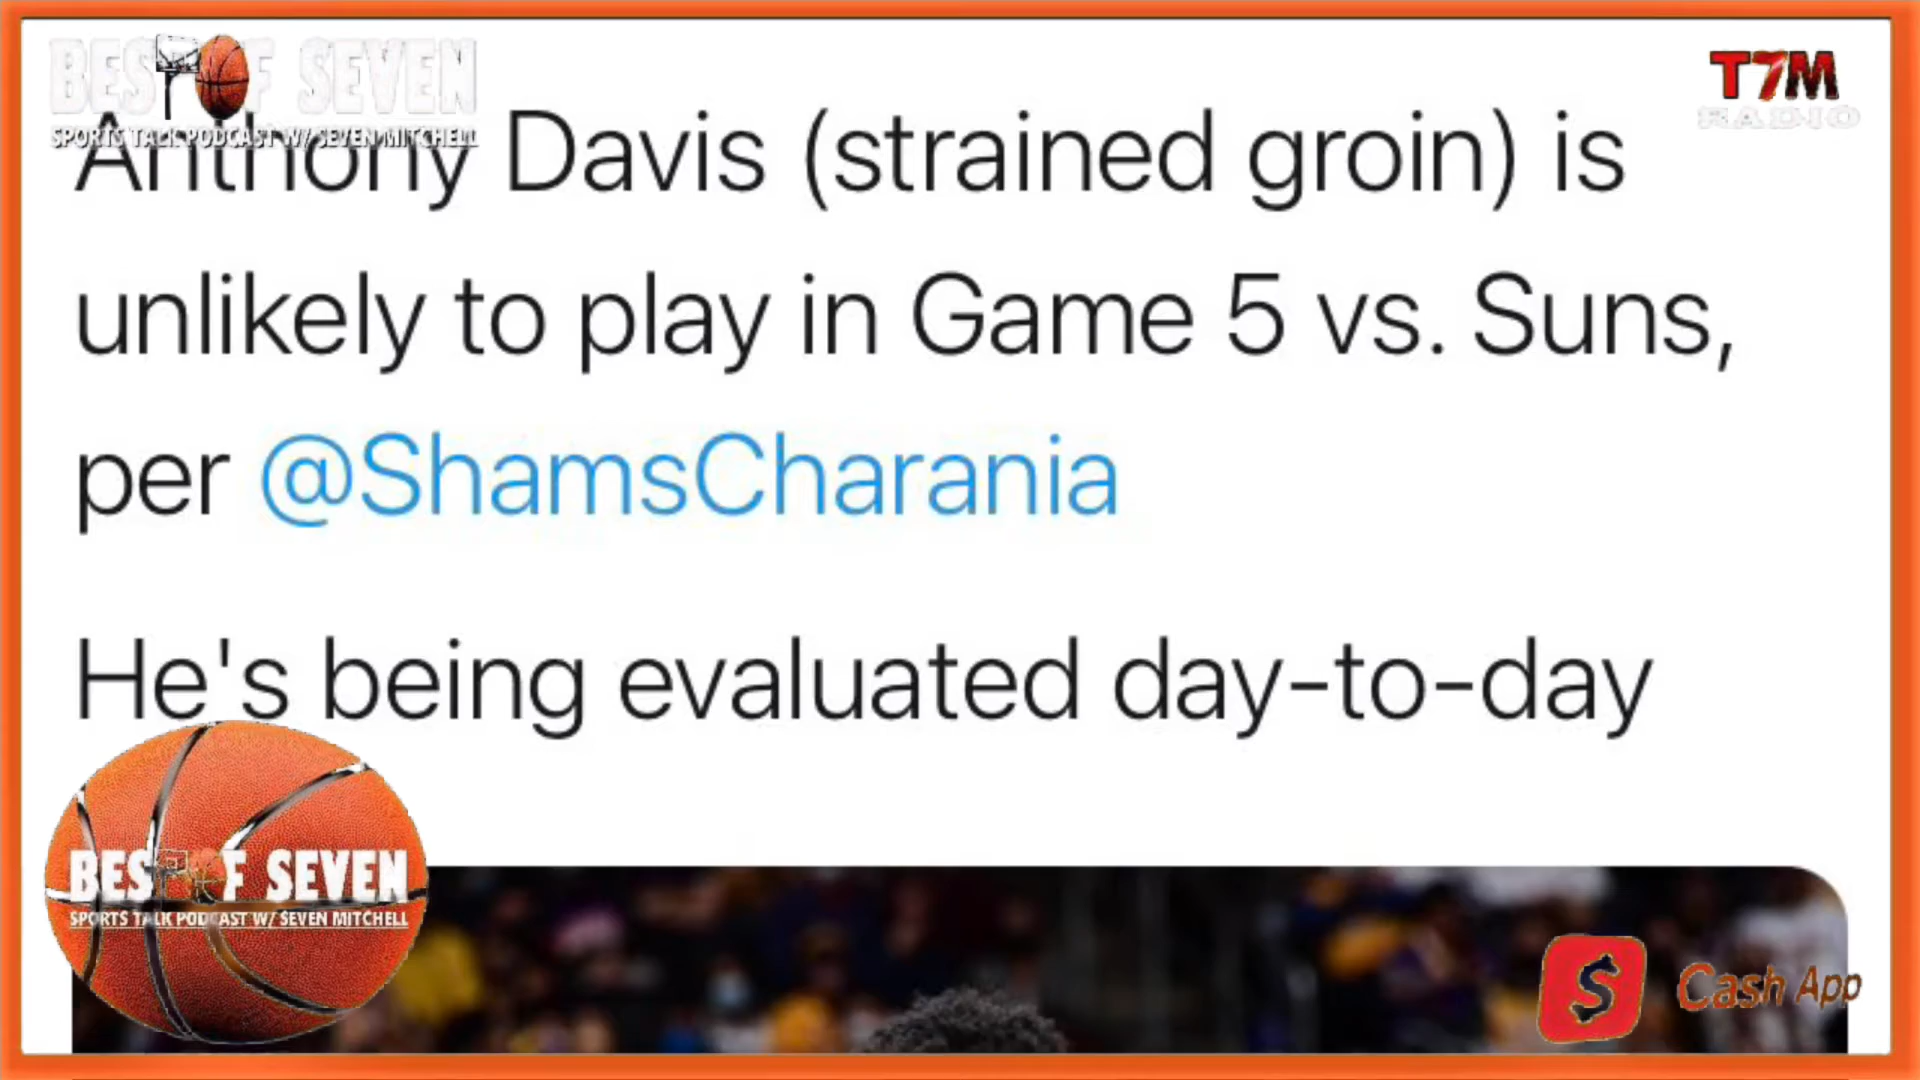 BEST OF SEVEN
SPORTS TALK PODCAST W/ SEVEN MITCHELL
T7M
RADIO
Anthony Davis (strained groin) is
unlikely to play in Game 5 vs. Suns,
per @ShamsCharania
He's being evaluated day-to-day
BEST OF SEVEN
SPORTS TALK PODCAST W/ SEVEN MITCHELL
$ Cash App